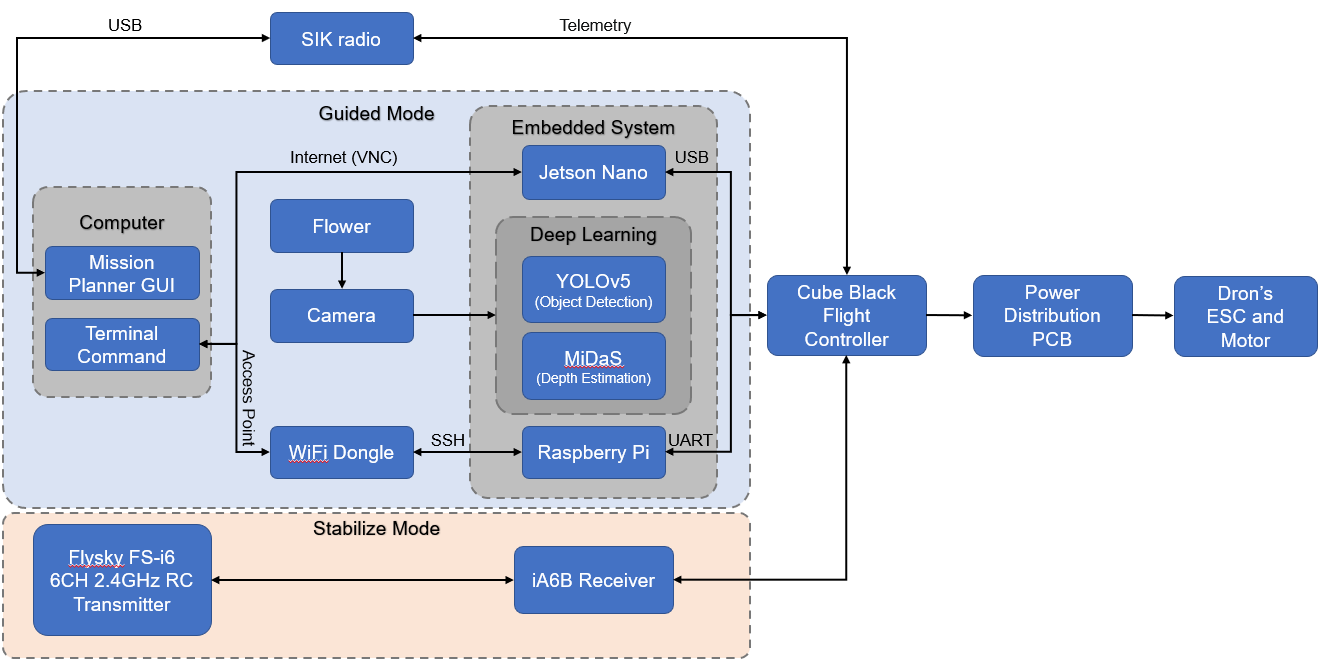 USB
SIK radio
Telemetry
Guided Mode
Embedded System
Internet (VNC)
Jetson Nano
USB
Computer
Mission
Planner GUI
Terminal
Command
Flower
Camera
Access Point
Deep Learning
YOLOv5
(Object Detection)
MiDaS
(Depth Estimation)
WiFi Dongle
SSH
Raspberry Pi
UART
Cube Black
Flight
Controller
Power
Distribution
PCB
Dron's
ESC and
Motor
Stabilize Mode
Flysky FS-i6
6CH 2.4GHz RC
Transmitter
iA6B Receiver